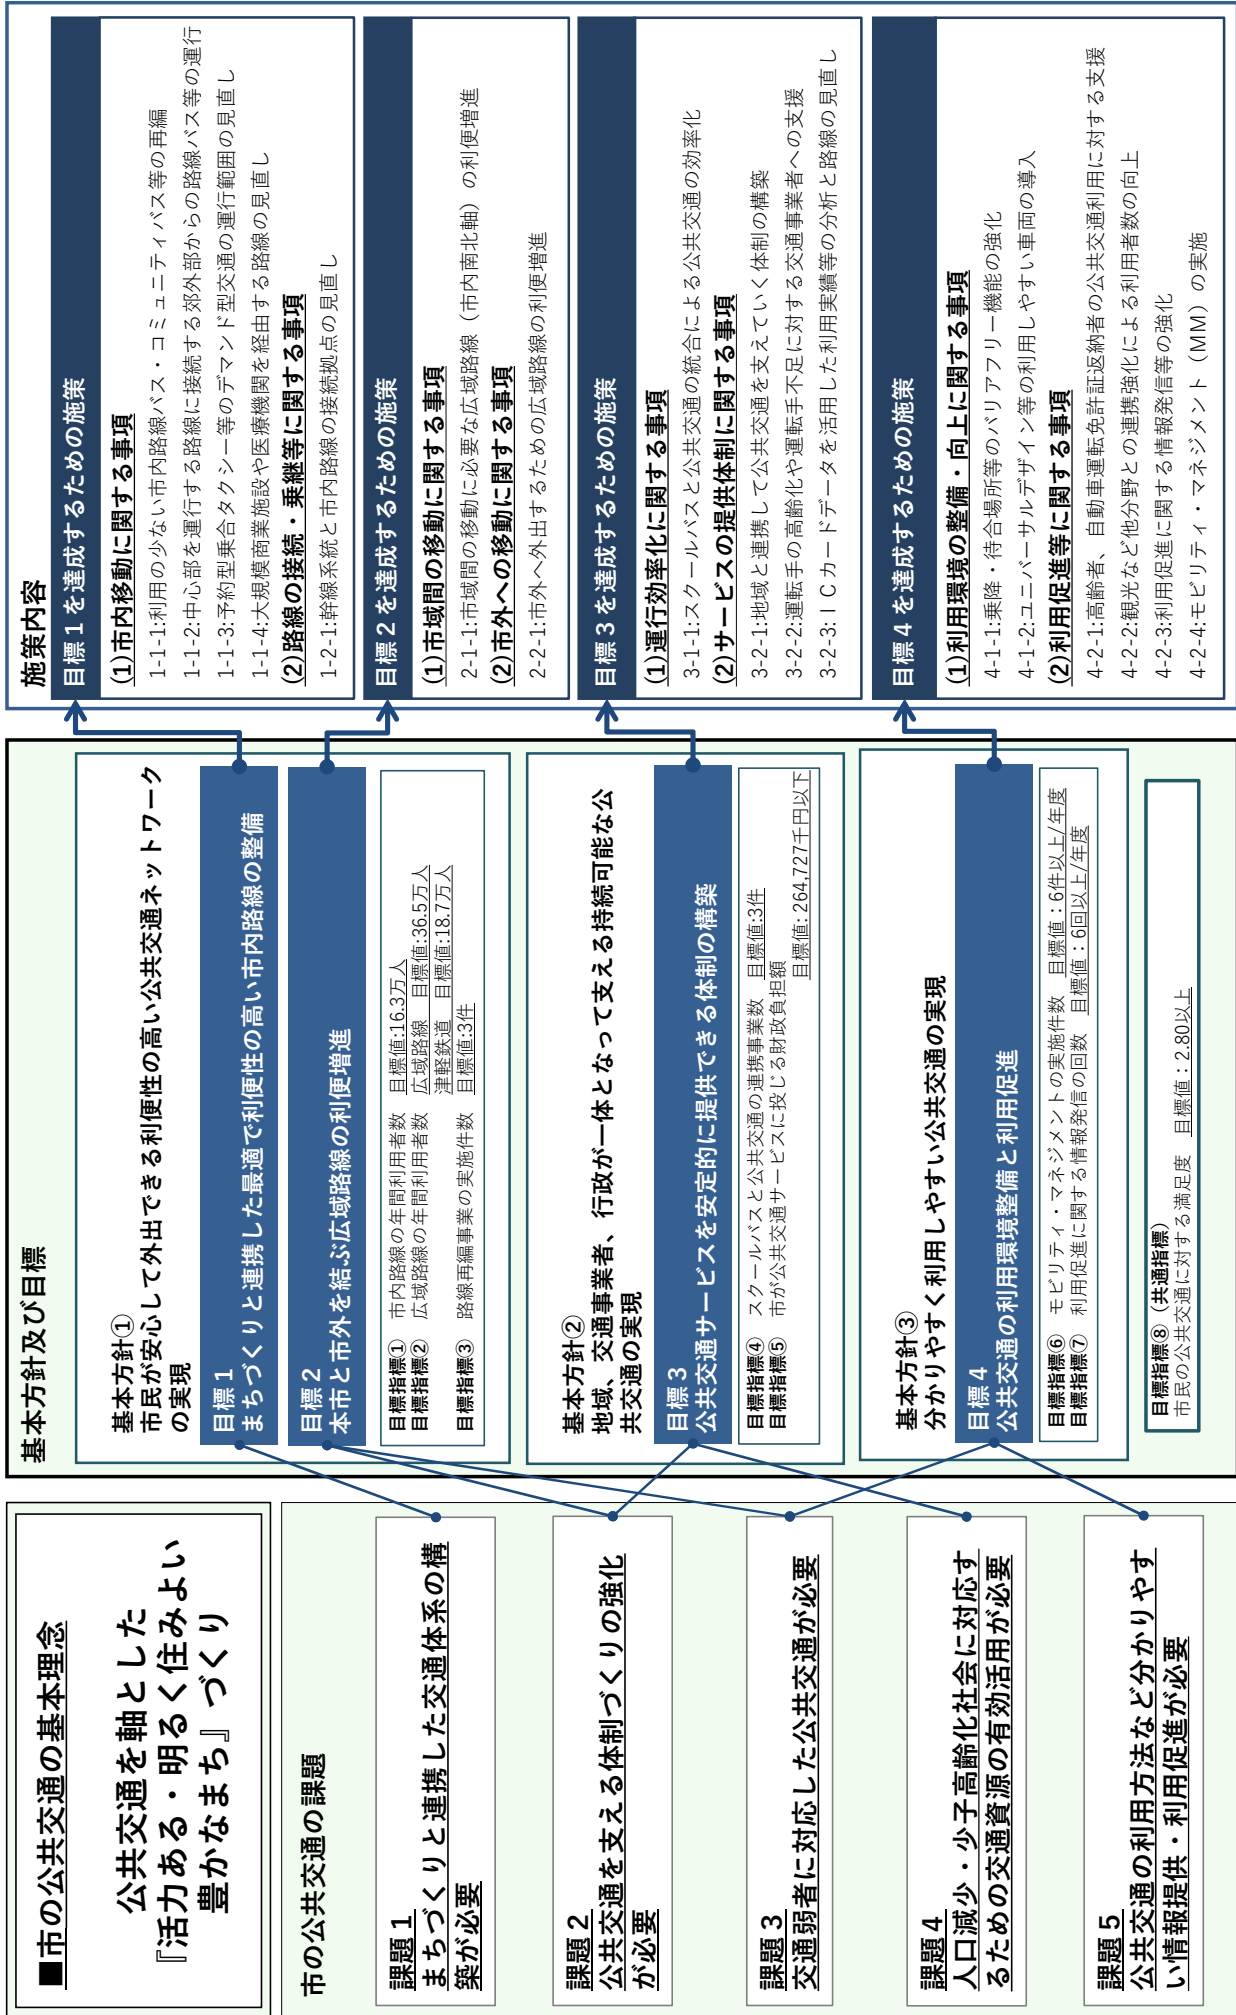 ■市の公共交通の基本理念
公共交通を軸とした
『活力ある・明るく住みよい
豊かなまち』づくり
市の公共交通の課題
課題１
まちづくりと連携した交通体系の構
築が必要
課題２
公共交通を支える体制づくりの強化
が必要
課題３
交通弱者に対応した公共交通が必要
課題４
人口減少・少子高齢化社会に対応す
るための交通資源の有効活用が必要
課題５
公共交通の利用方法など分かりやす
い情報提供・利用促進が必要
基本方針及び目標
基本方針①
市民が安心して外出できる利便性の高い公共交通ネットワーク
の実現
目標１
まちづくりと連携した最適で利便性の高い市内路線の整備
目標２
本市と市外を結ぶ広域路線の利便増進
目標指標① 市内路線の年間利用者数 目標値:16.3万人
目標指標② 広域路線の年間利用者数 広域路線 目標値:36.5万人
津軽鉄道 目標値:18.7万人
目標指標③ 路線再編事業の実施件数 目標値:3件
基本方針②
地域、交通事業者、行政が一体となって支える持続可能な公
共交通の実現
目標３
公共交通サービスを安定的に提供できる体制の構築
目標指標④ スクールバスと公共交通の連携事業数 目標値:3件
目標指標⑤ 市が公共交通サービスに投じる財政負担額
目標値: 264,727千円以下
基本方針③
分かりやすく利用しやすい公共交通の実現
目標４
公共交通の利用環境整備と利用促進
目標指標⑥ モビリティ・マネジメントの実施件数 目標値：6件以上/年度
目標指標⑦ 利用促進に関する情報発信の回数 目標値：6回以上/年度
目標指標⑧（共通指標）
市民の公共交通に対する満足度 目標値：2.80以上
施策内容
目標１を達成するための施策
(1)市内移動に関する事項
1-1-1:利用の少ない市内路線バス・コミュニティバス等の再編
1-1-2:中心部を運行する路線に接続する郊外部からの路線バス等の運行
1-1-3:予約型乗合タクシー等のデマンド型交通の運行範囲の見直し
1-1-4:大規模商業施設や医療機関を経由する路線の見直し
(2)路線の接続・乗継等に関する事項
1-2-1:幹線系統と市内路線の接続拠点の見直し
目標２を達成するための施策
(1)市域間の移動に関する事項
2-1-1:市域間の移動に必要な広域路線（市内南北軸）の利便増進
(2)市外への移動に関する事項
2-2-1:市外へ外出するための広域路線の利便増進
目標３を達成するための施策
(1)運行効率化に関する事項
3-1-1:スクールバスと公共交通の統合による公共交通の効率化
(2)サービスの提供体制に関する事項
3-2-1:地域と連携して公共交通を支えていく体制の構築
3-2-2:運転手の高齢化や運転手不足に対する交通事業者への支援
3-2-3:ＩＣカードデータを活用した利用実績等の分析と路線の見直し
目標４を達成するための施策
(1)利用環境の整備・向上に関する事項
4-1-1:乗降・待合場所等のバリアフリー機能の強化
4-1-2:ユニバーサルデザイン等の利用しやすい車両の導入
(2)利用促進等に関する事項
4-2-1:高齢者、自動車運転免許証返納者の公共交通利用に対する支援
4-2-2:観光など他分野との連携強化による利用者数の向上
4-2-3:利用促進に関する情報発信等の強化
4-2-4:モビリティ・マネジメント（MM）の実施